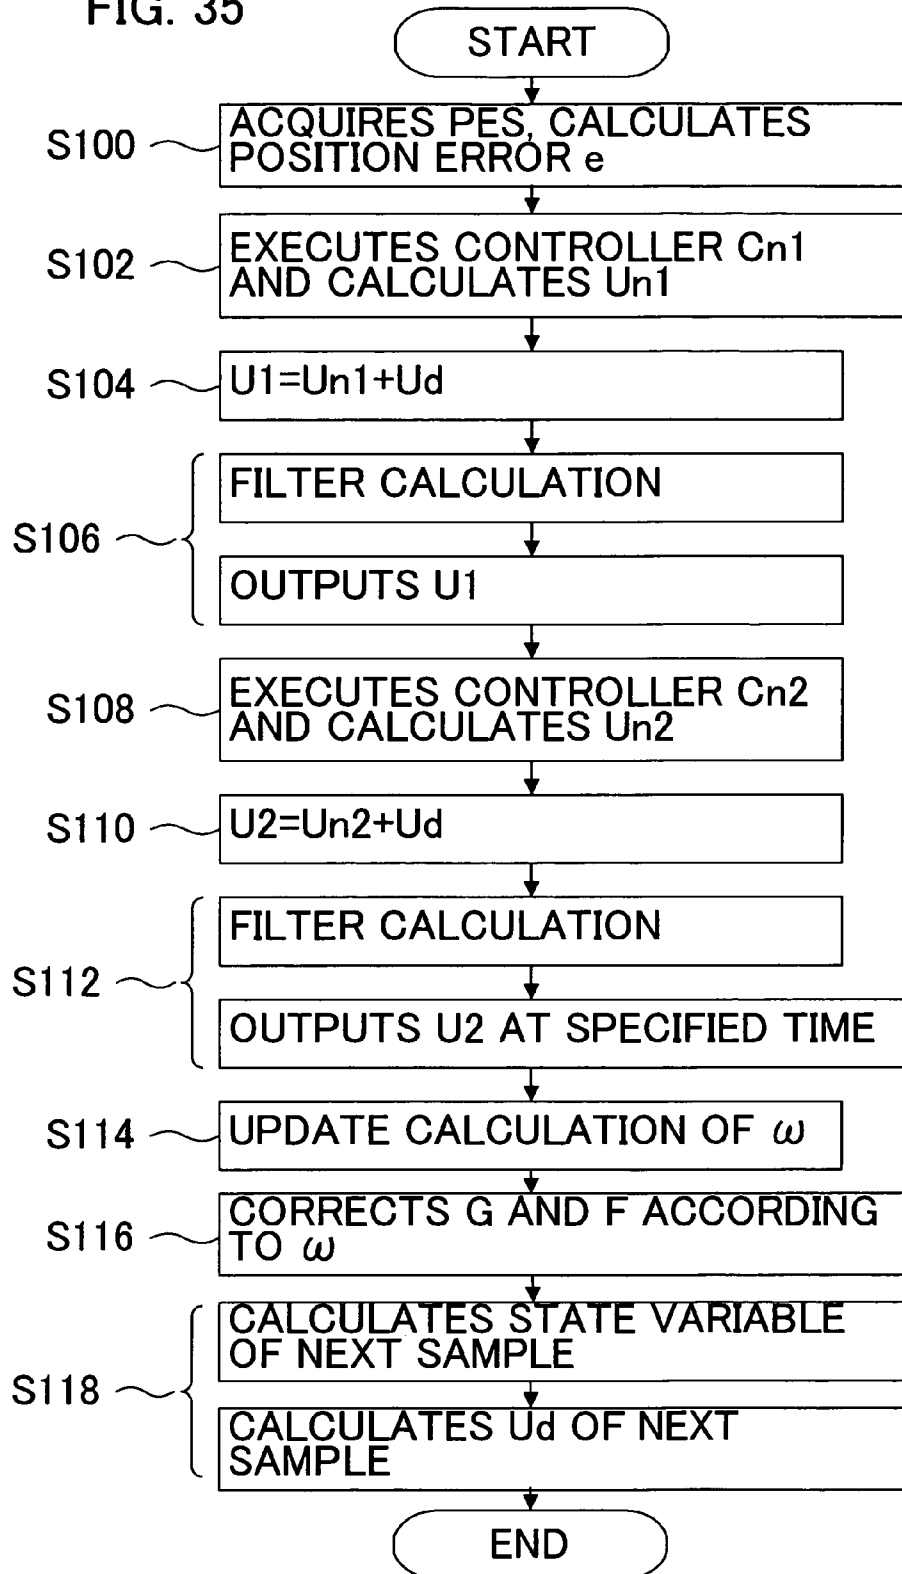 FIG. 35
START
S100
ACQUIRES PES, CALCULATES
POSITION ERROR e
S102
EXECUTES CONTROLLER Cn1
AND CALCULATES Un1
S104
U1=Un1+Ud
S106
FILTER CALCULATION
OUTPUTS U1
S108
EXECUTES CONTROLLER Cn2
AND CALCULATES Un2
S110
U2=Un2+Ud
S112
FILTER CALCULATION
OUTPUTS U2 AT SPECIFIED TIME
S114
UPDATE CALCULATION OF ω
S116
CORRECTS G AND F ACCORDING
TO ω
S118
CALCULATES STATE VARIABLE
OF NEXT SAMPLE
CALCULATES Ud OF NEXT
SAMPLE
END